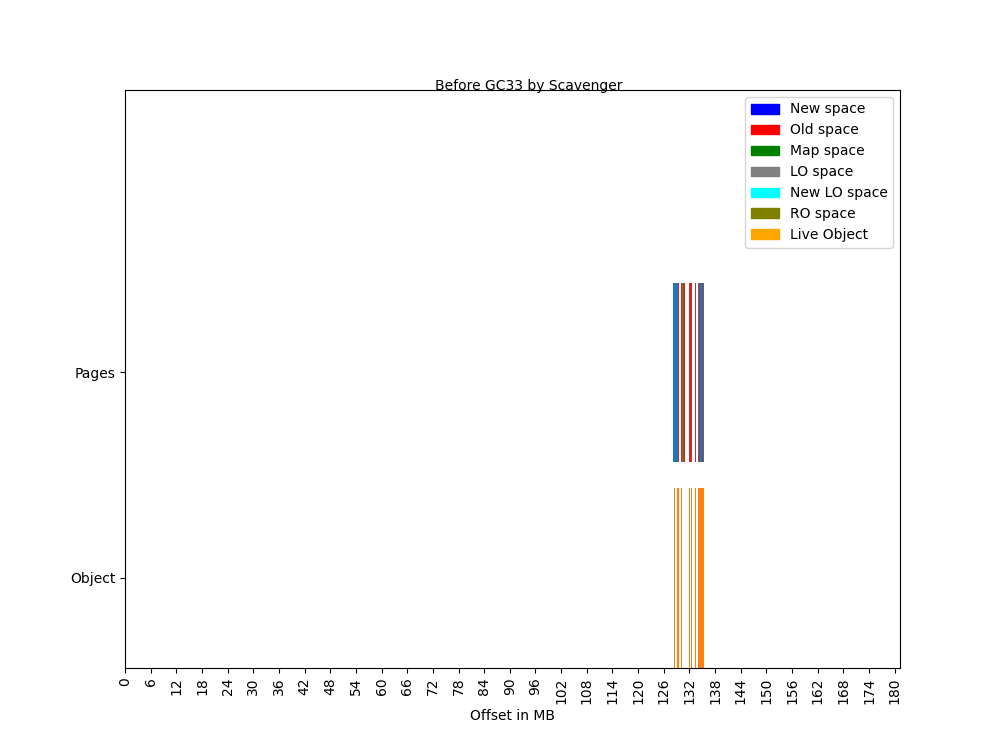 Before GC33 by Scavenger
New space
Old space
Map space
LO space
New LO space
RO space
Live Object
Pages
Object
0 6 12 18 24 30 36 42 48 54 60 66 72 78 84 90 96 102 108 114 120 126 132 138 144 150 156 162 168 174 180
Offset in MB